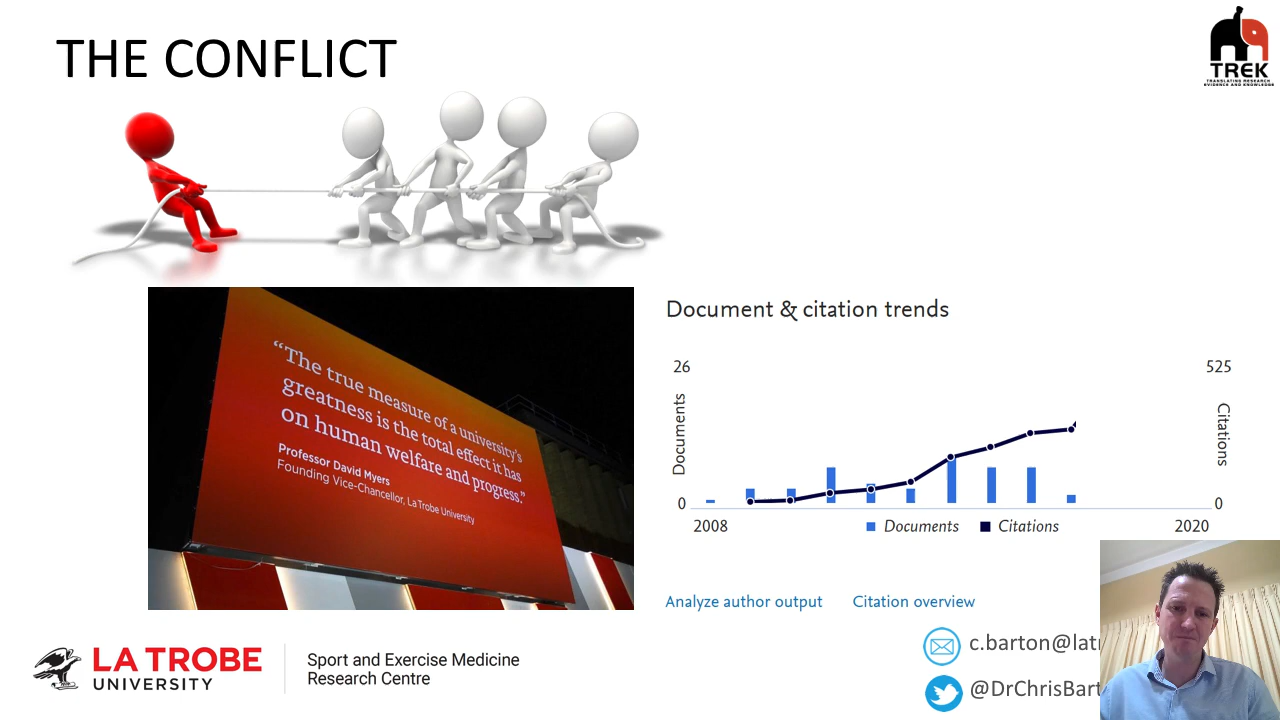 THE CONFLICT
TREK
TRANSLATING RESEARCH
EVIDENCE AND KNOWLEDGE
“The true measure of a university's
greatness is the total effect it has
on human welfare and progress.”
Professor David Myers
Founding Vice-Chancellor, La Trobe University
Document & citation trends
26
525
Documents
Citations
0
0
2008
Documents
Citations
2020
Analyze author output
Citation overview
LA TROBE
UNIVERSITY
Sport and Exercise Medicine
Research Centre
c.barton@latr
@DrChrisBart